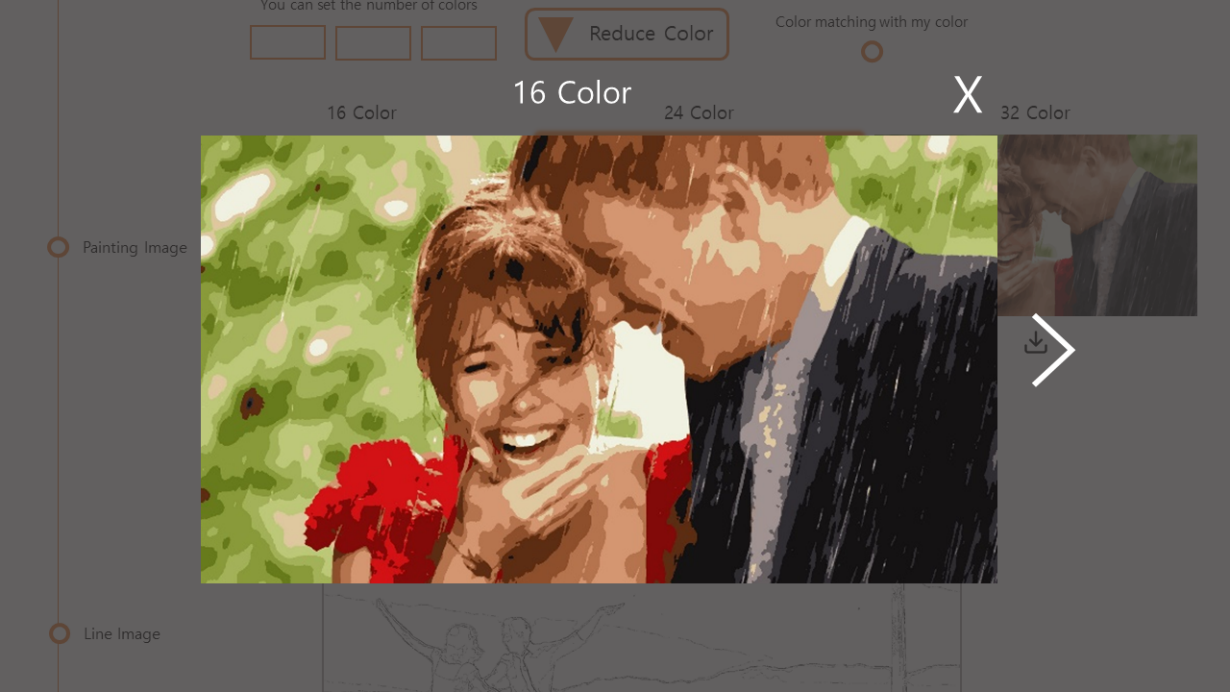 You can set the number of colors
Reduce Color
Color matching with my color
16 Color
X
16 Color
24 Color
32 Color
Painting Image
Line Image